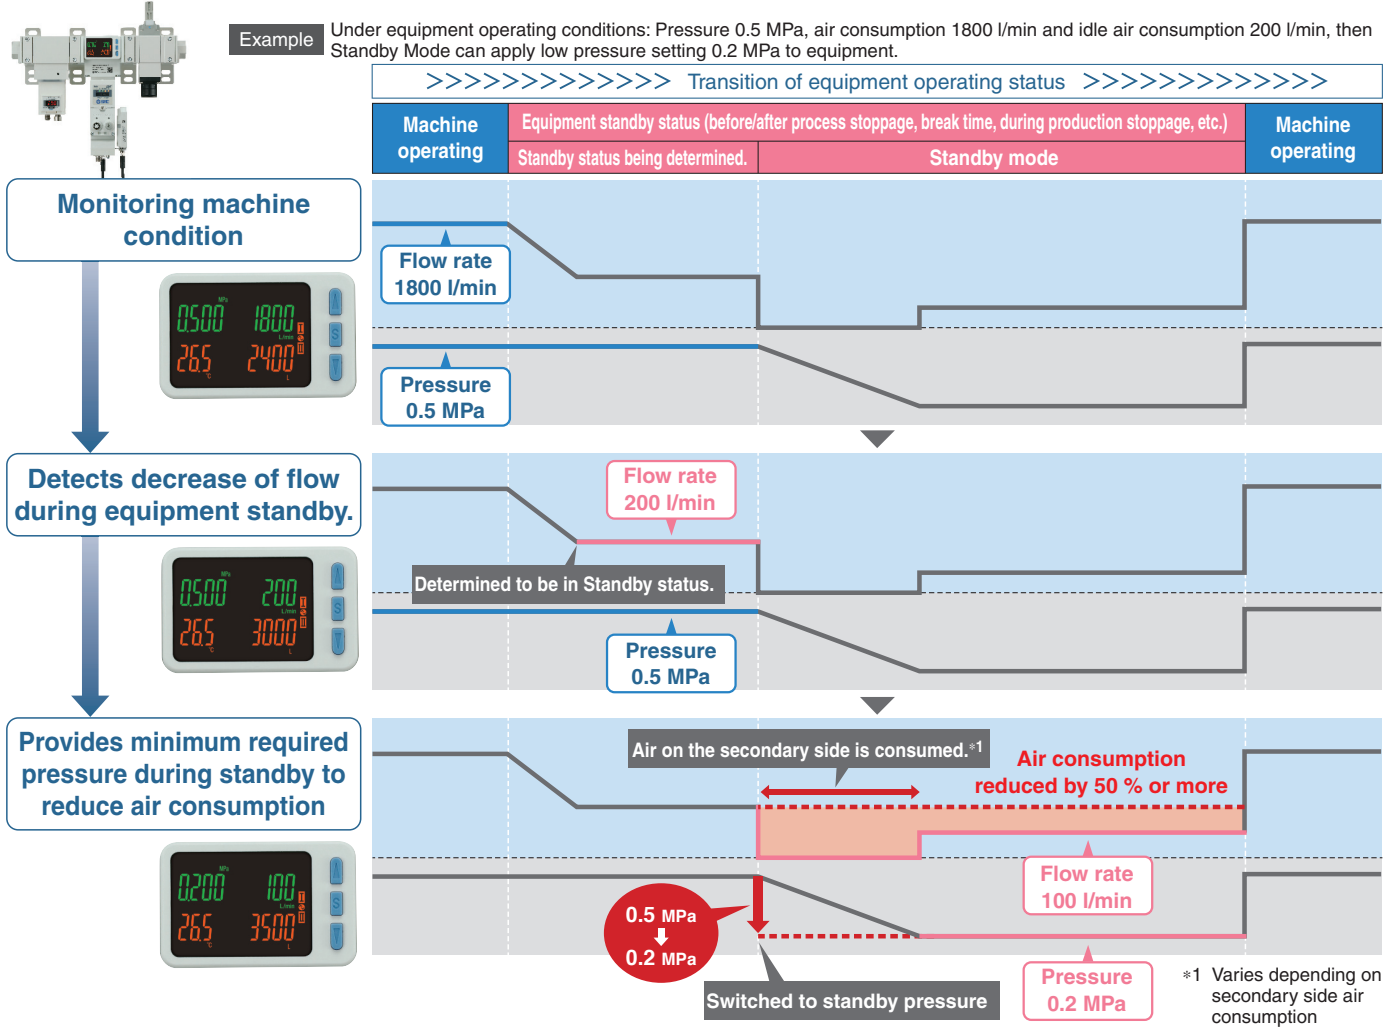 Example
Under equipment operating conditions: Pressure 0.5 MPa, air consumption 1800 l/min and idle air consumption 200 l/min, then
Standby Mode can apply low pressure setting 0.2 MPa to equipment.
>>>>>>>>>>>>> Transition of equipment operating status >>>>>>>>>>>>>
Machine
operating
Equipment standby status (before/after process stoppage, break time, during production stoppage, etc.)
Standby status being determined.
Standby mode
Machine
operating
Monitoring machine
condition
Flow rate
1800 l/min
MPa
0.500 1800
L/min
26.5 2400
°C L
S
Pressure
0.5 MPa
Detects decrease of flow
during equipment standby.
Flow rate
200 l/min
Determined to be in Standby status.
MPa
0.500 200
L/min
26.5 3000
°C L
S
Pressure
0.5 MPa
Provides minimum required
pressure during standby to
reduce air consumption
Air on the secondary side is consumed.*1
Air consumption
reduced by 50 % or more
MPa
0.200 100
L/min
26.5 3500
°C L
S
Flow rate
100 l/min
0.5 MPa
0.2 MPa
Switched to standby pressure
Pressure
0.2 MPa
*1 Varies depending on
secondary side air
consumption